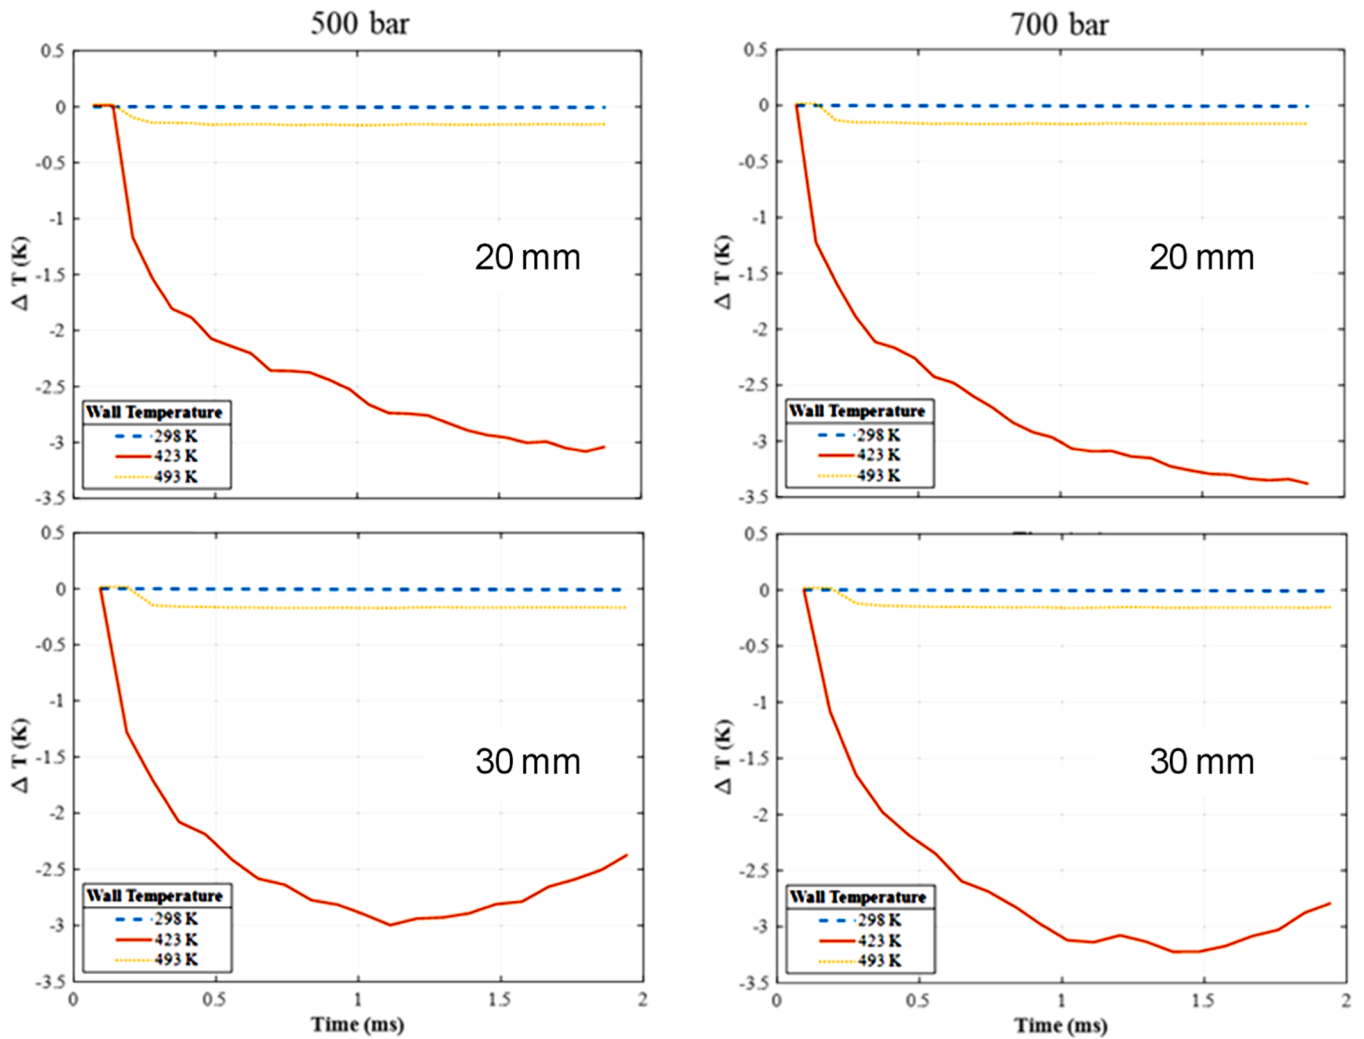 500 bar
700 bar
0.5
0
-0.5
-1
-1.5
-2
-2.5
-3
-3.5
Δ T (K)
20 mm
Wall Temperature
298 K
423 K
493 K
0.5
0
-0.5
-1
-1.5
-2
-2.5
-3
-3.5
Δ T (K)
20 mm
Wall Temperature
298 K
423 K
493 K
0.5
0
-0.5
-1
-1.5
-2
-2.5
-3
-3.5
Δ T (K)
30 mm
Wall Temperature
298 K
423 K
493 K
0 0.5 1 1.5 2
Time (ms)
0.5
0
-0.5
-1
-1.5
-2
-2.5
-3
-3.5
Δ T (K)
30 mm
Wall Temperature
298 K
423 K
493 K
0 0.5 1 1.5 2
Time (ms)